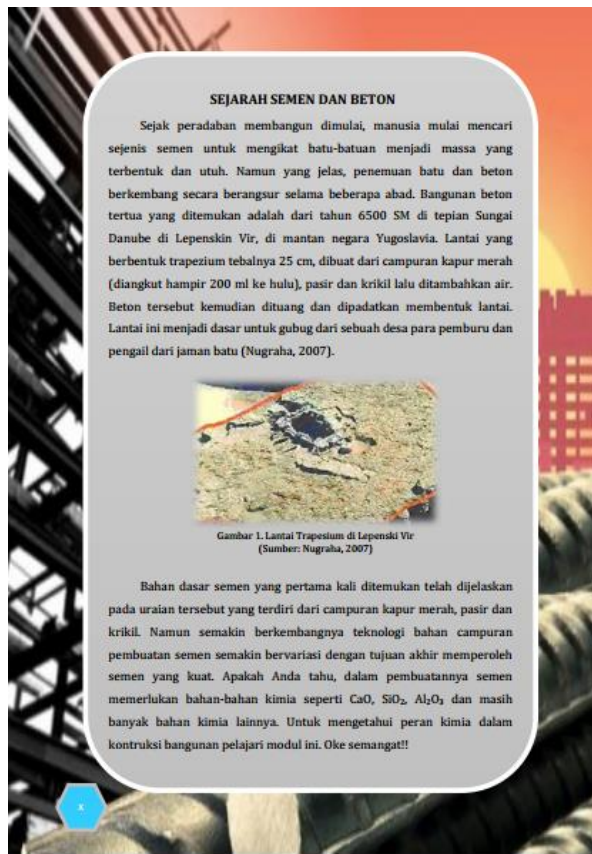 SEJARAH SEMEN DAN BETON
Sejak peradaban membangun dimulai, manusia mulai mencari
sejenis semen untuk mengikat batu-batuan menjadi massa yang
terbentuk dan utuh. Namun yang jelas, penemuan batu dan beton
berkembang secara berangsur selama beberapa abad. Bangunan beton
tertua yang ditemukan adalah dari tahun 6500 SM di tepian Sungai
Danube di Lepenskin Vir, di mantan negara Yugoslavia. Lantai yang
berbentuk trapezium tebalnya 25 cm, dibuat dari campuran kapur merah
(diangkut hampir 200 ml ke hulu), pasir dan krikil lalu ditambahkan air.
Beton tersebut kemudian dituang dan dipadatkan membentuk lantai.
Lantai ini menjadi dasar untuk gubug dari sebuah desa para pemburu dan
pengail dari jaman batu (Nugraha, 2007).
Gambar 1. Lantai Trapesium di Lepenski Vir
(Sumber: Nugraha, 2007)
Bahan dasar semen yang pertama kali ditemukan telah dijelaskan
pada uraian tersebut yang terdiri dari campuran kapur merah, pasir dan
krikil. Namun semakin berkembangnya teknologi bahan campuran
pembuatan semen semakin bervariasi dengan tujuan akhir memperoleh
semen yang kuat. Apakah Anda tahu, dalam pembuatannya semen
memerlukan bahan-bahan kimia seperti CaO, SiO₂, Al₂O₃ dan masih
banyak bahan kimia lainnya. Untuk mengetahui peran kimia dalam
kontruksi bangunan pelajari modul ini. Oke semangat!!
x